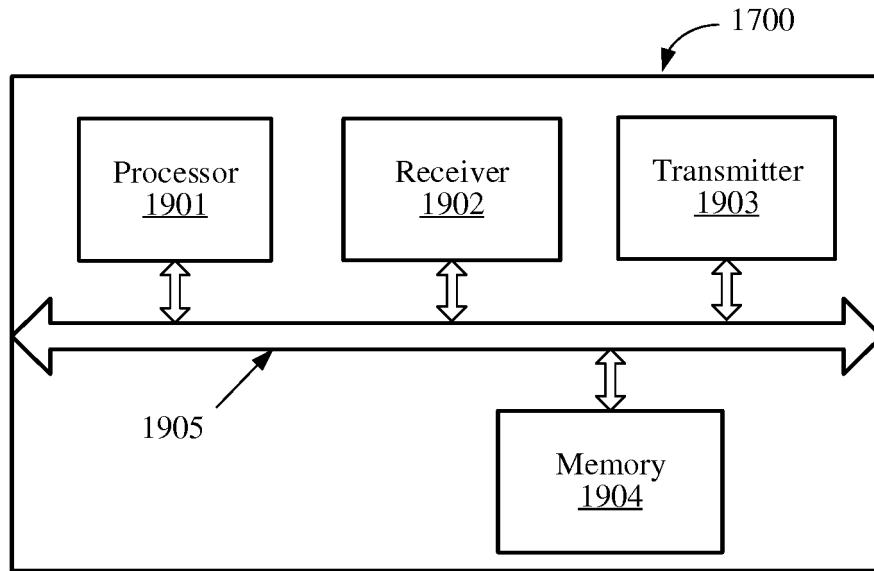 1700
Processor
1901
Receiver
1902
Transmitter
1903
1905
Memory
1904